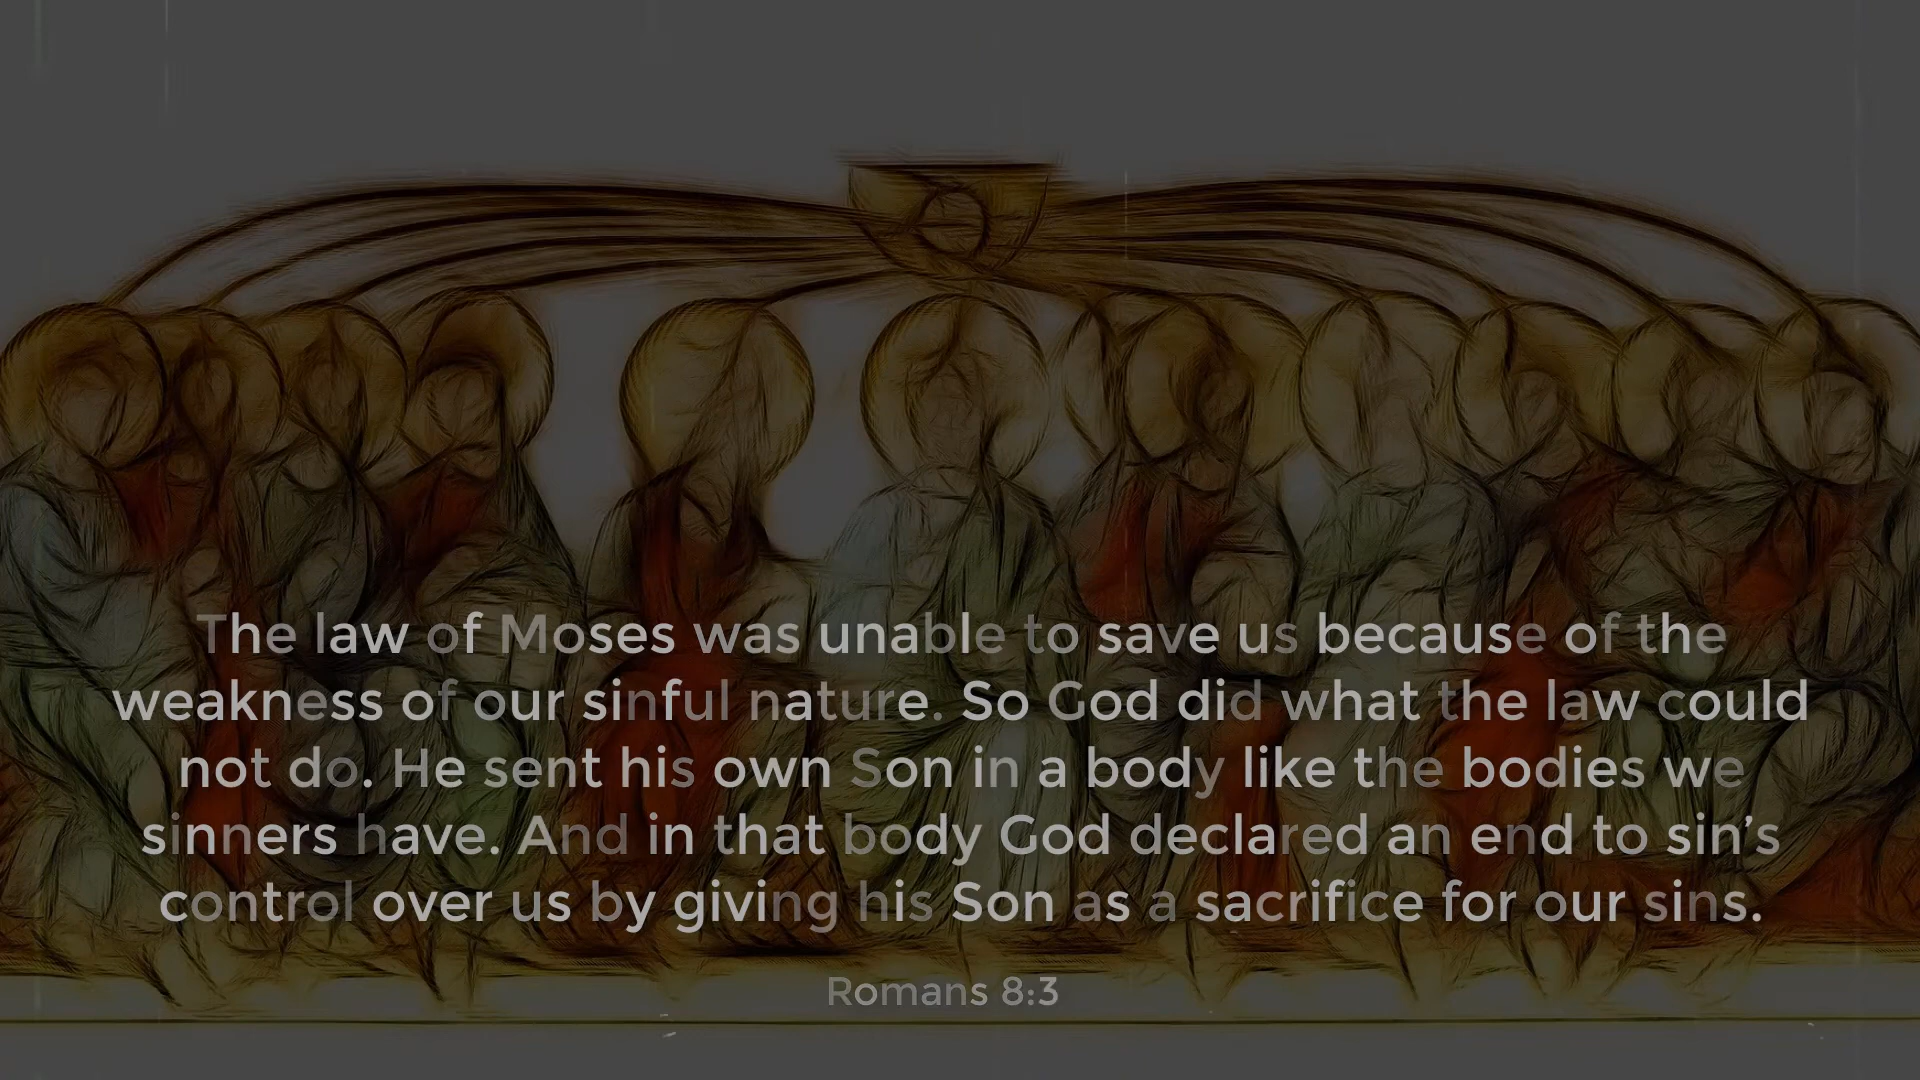 The law of Moses was unable to save us because of the
weakness of our sinful nature. So God did what the law could
not do. He sent his own Son in a body like the bodies we
sinners have. And in that body God declared an end to sin’s
control over us by giving his Son as a sacrifice for our sins.
Romans 8:3